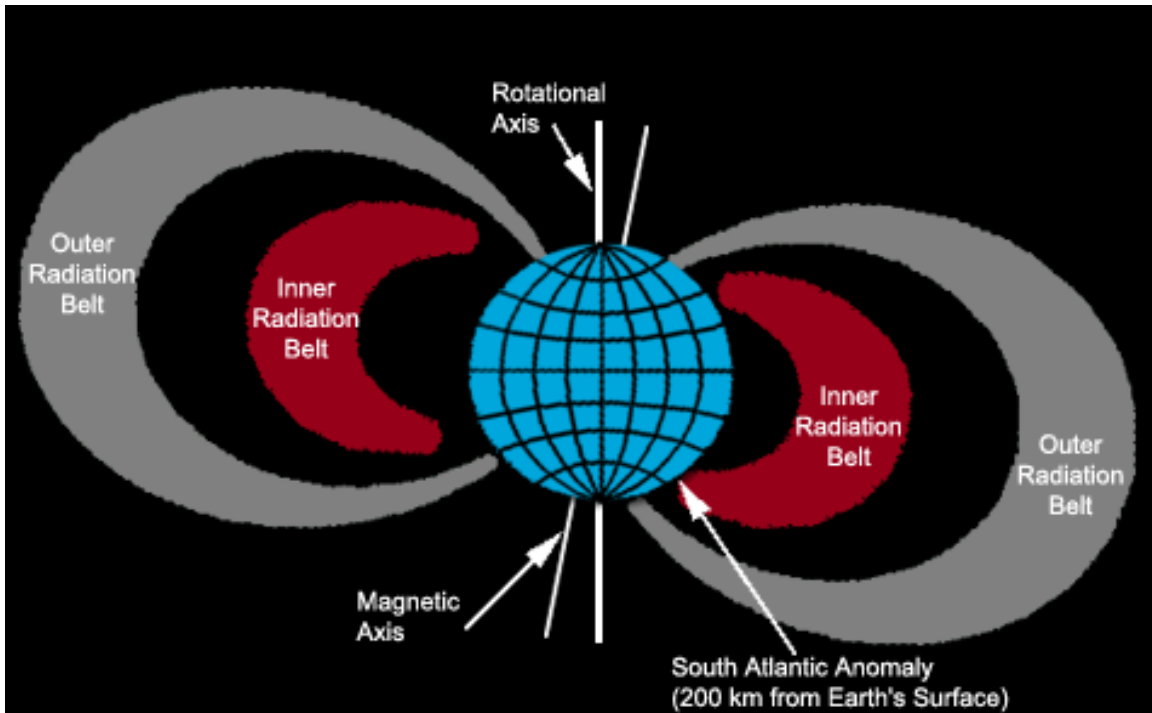 Rotational
Axis
Outer
Radiation
Belt
Inner
Radiation
Belt
Inner
Radiation
Belt
Outer
Radiation
Belt
Magnetic
Axis
South Atlantic Anomaly
(200 km from Earth's Surface)